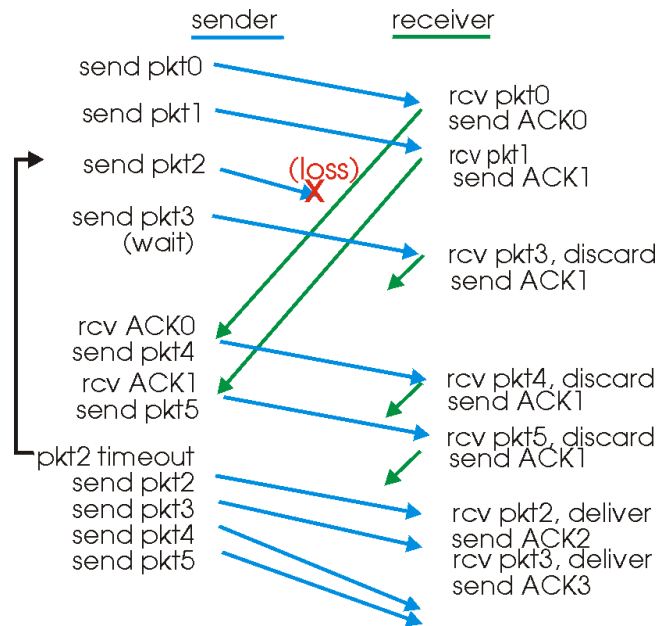 sender
receiver
send pkt0
send pkt1
send pkt2
send pkt3
(wait)
(loss)
X
rcv ACK0
send pkt4
rcv ACK1
send pkt5
pkt2 timeout
send pkt2
send pkt3
send pkt4
send pkt5
rcv pkt0
send ACK0
rcv pkt1
send ACK1
rcv pkt3, discard
send ACK1
rcv pkt4, discard
send ACK1
rcv pkt5, discard
send ACK1
rcv pkt2, deliver
send ACK2
rcv pkt3, deliver
send ACK3